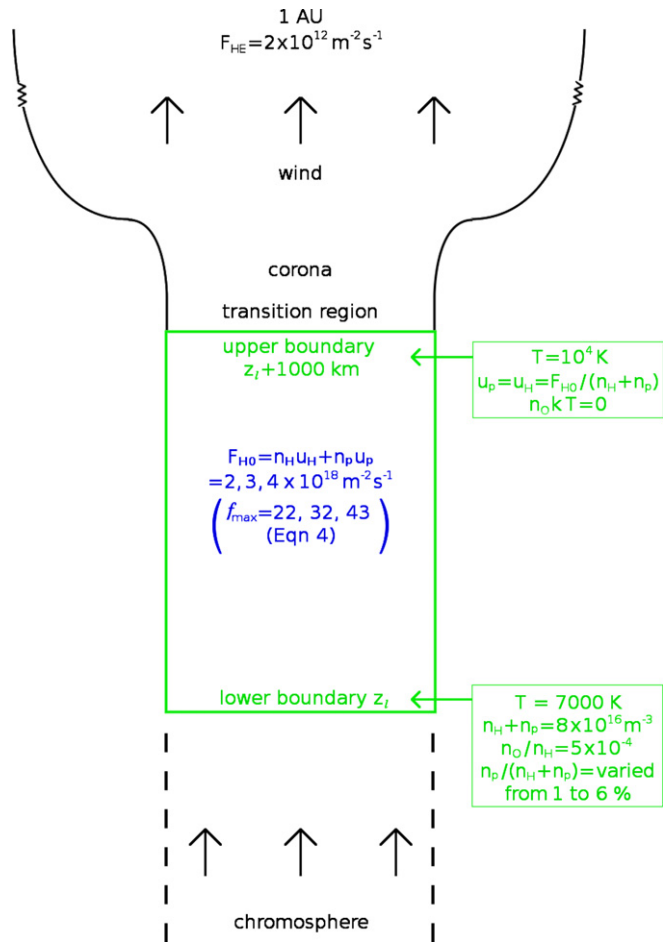 1 AU
F_HE=2x10^12 m^-2 s^-1
wind
corona
transition region
upper boundary
z_l+1000 km
T=10^4 K
u_p=u_H=F_H0/(n_H+n_p)
n_O k T=0
F_H0=n_H u_H+n_p u_p
=2, 3, 4 x 10^18 m^-2 s^-1
(f_max=22, 32, 43
(Eqn 4))
lower boundary z_l
T = 7000 K
n_H+n_p=8x10^16 m^-3
n_O/n_H=5x10^-4
n_p/(n_H+n_p)=varied
from 1 to 6 %
chromosphere